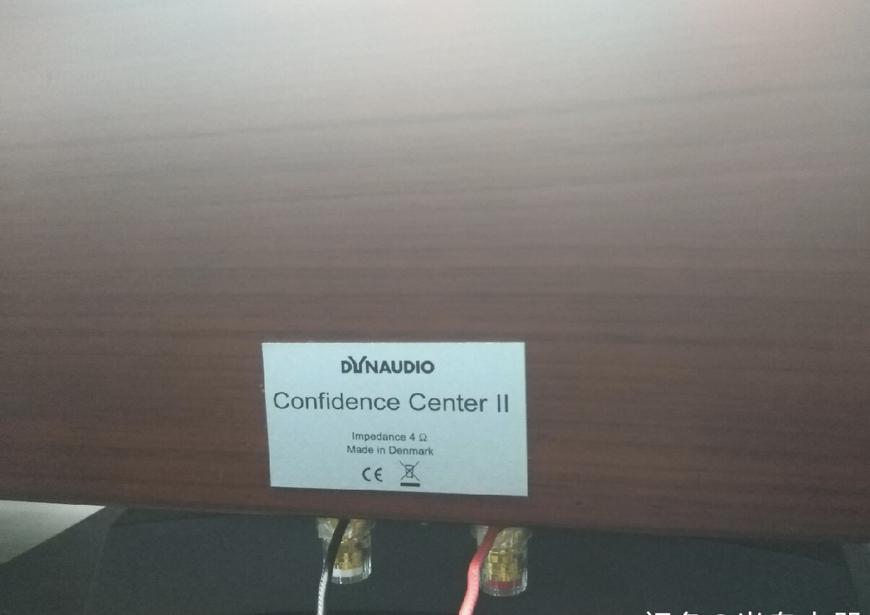 DYNAUDIO
Confidence Center II
Impedance 4 Ω
Made in Denmark
CE